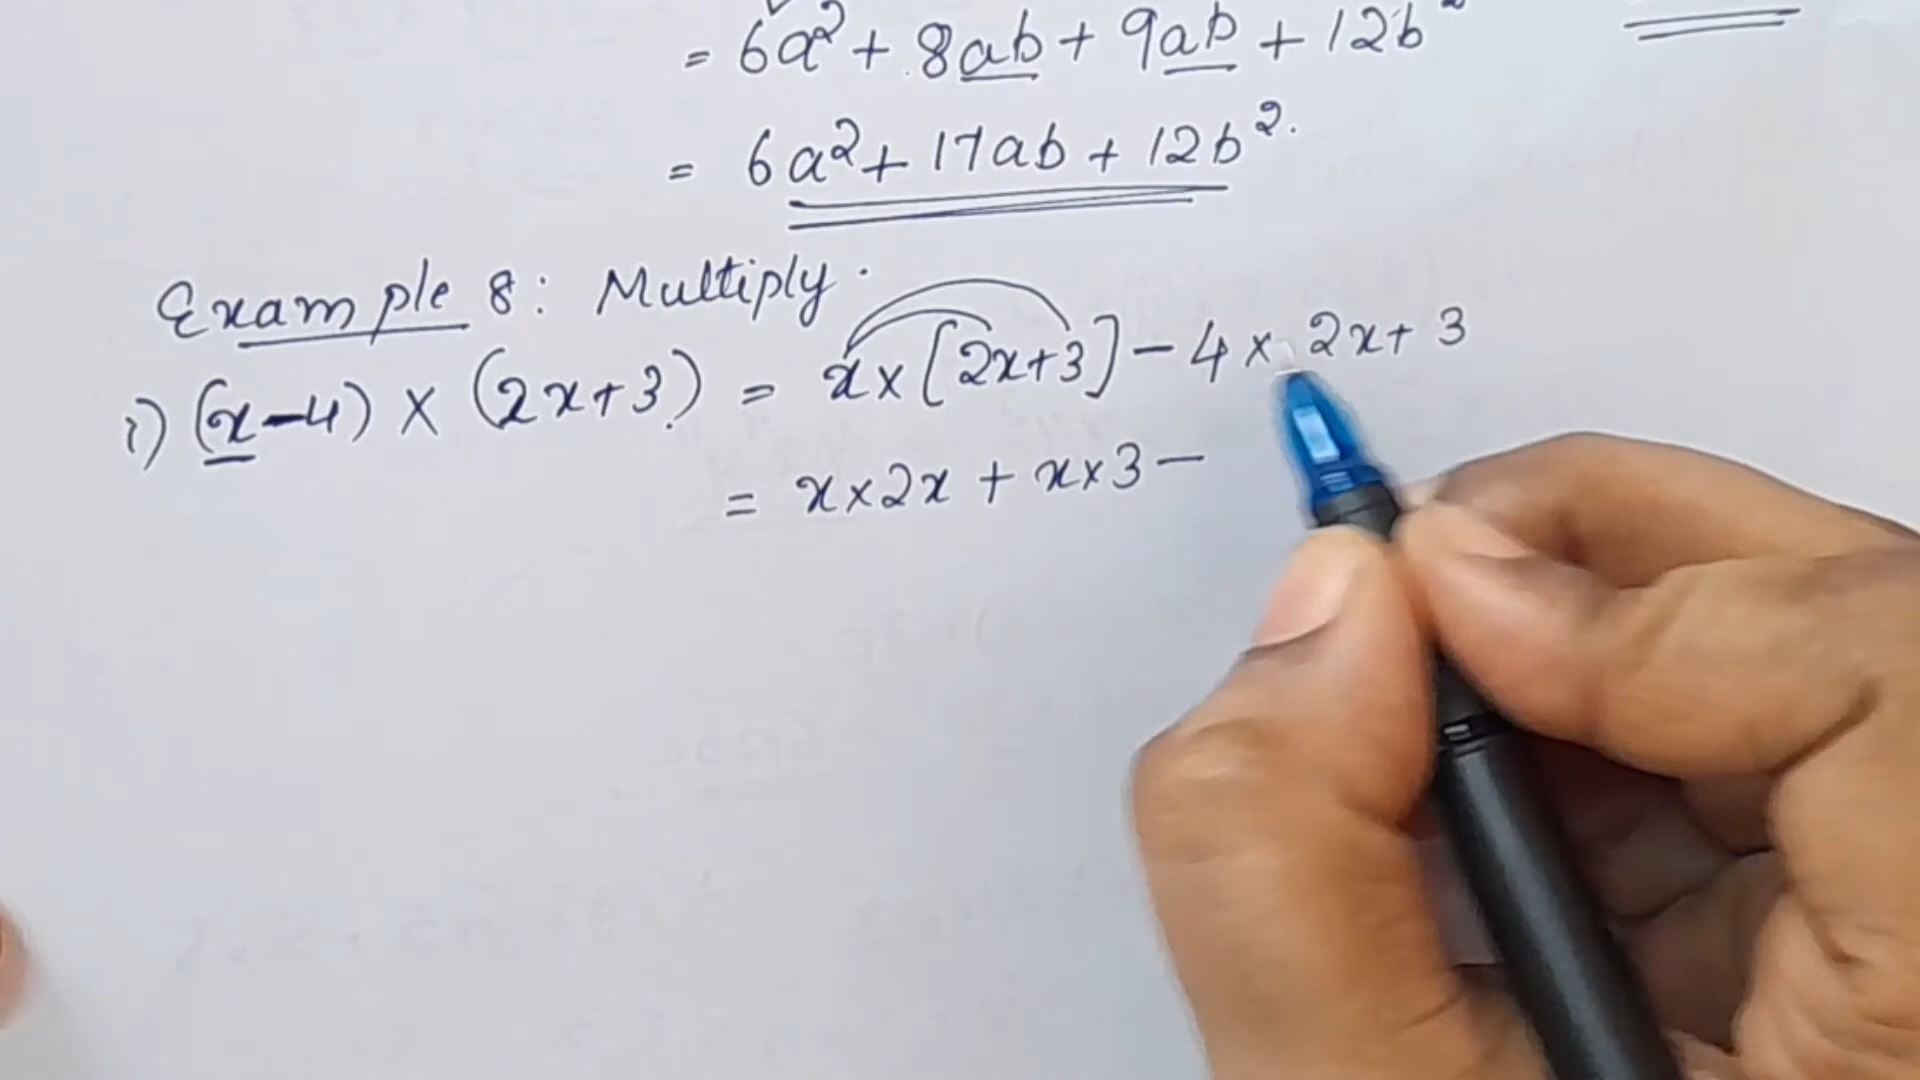 = 6a² + 8ab + 9ab + 12b²
= 6a² + 17ab + 12b².
Example 8: Multiply.
i) (x-4) × (2x+3) = x×[2x+3] - 4× 2x+3
= x×2x + x×3 -